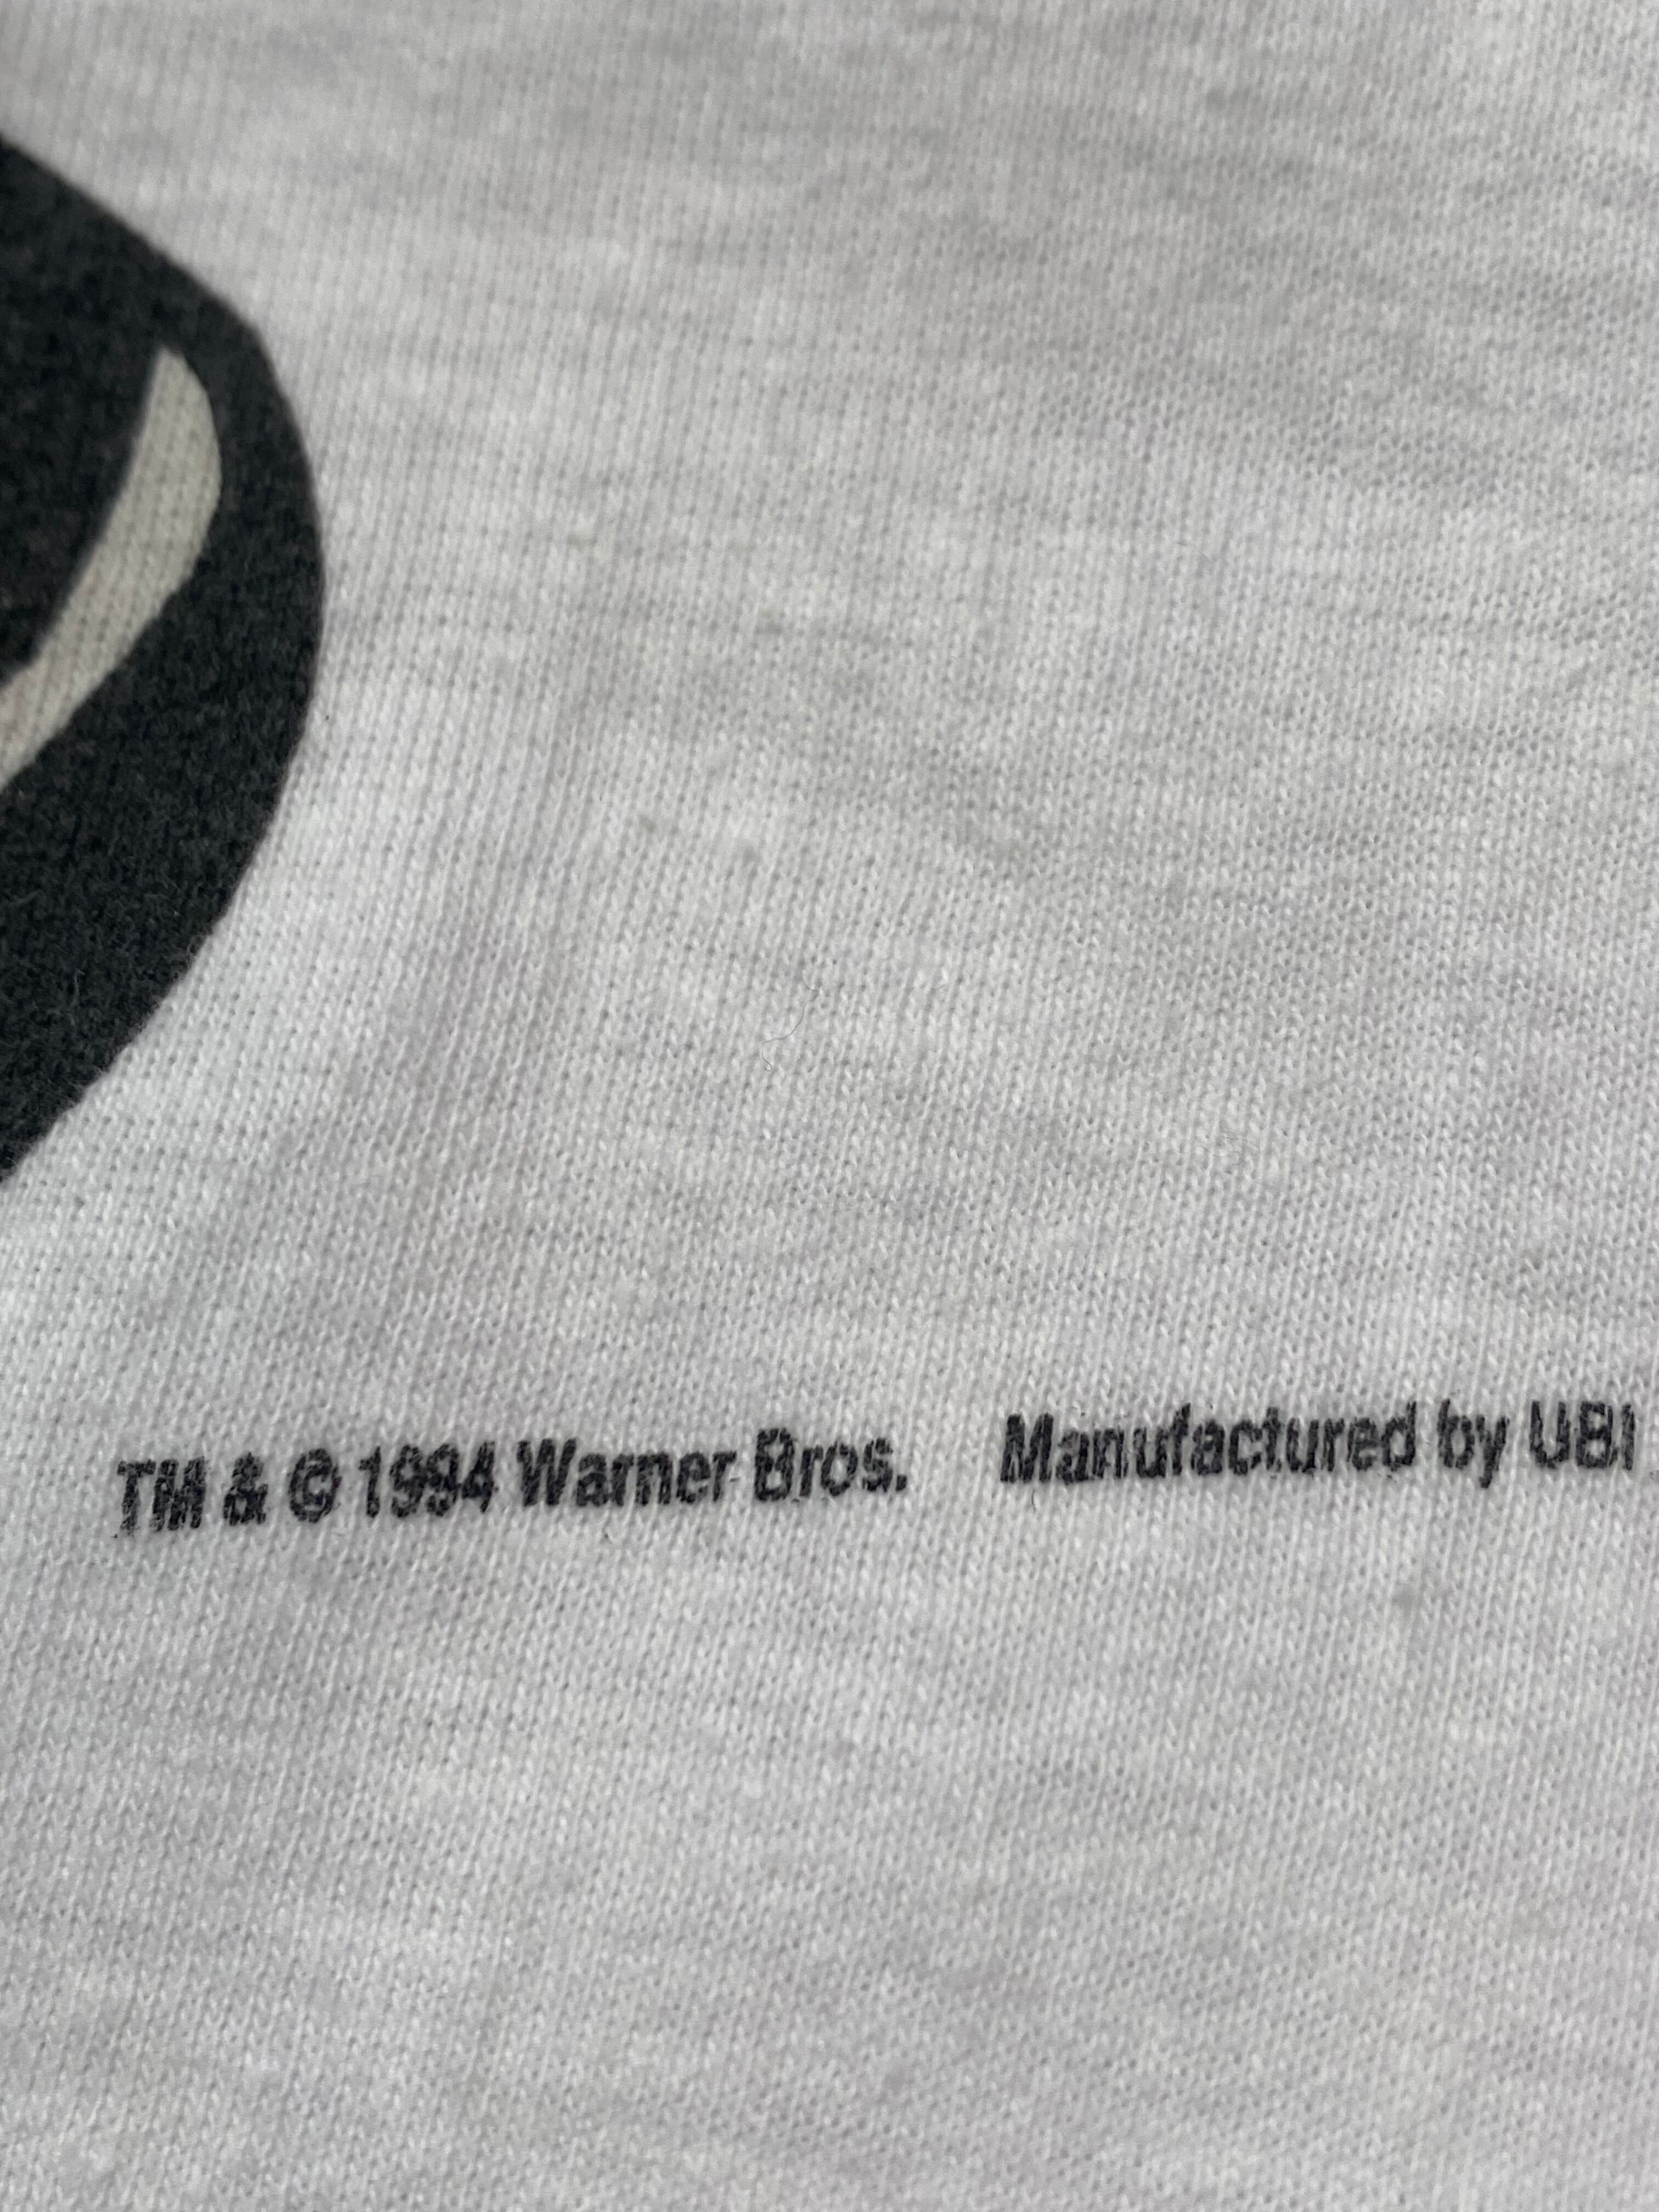 TM & © 1994 Warner Bros. Manufactured by UBI